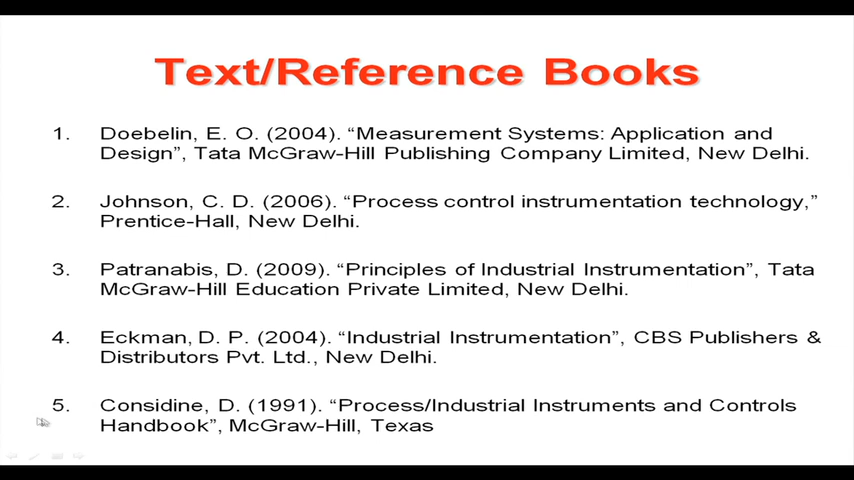 Text/Reference Books
1. Doebelin, E. O. (2004). “Measurement Systems: Application and
Design”, Tata McGraw-Hill Publishing Company Limited, New Delhi.
2. Johnson, C. D. (2006). “Process control instrumentation technology,”
Prentice-Hall, New Delhi.
3. Patranabis, D. (2009). “Principles of Industrial Instrumentation”, Tata
McGraw-Hill Education Private Limited, New Delhi.
4. Eckman, D. P. (2004). “Industrial Instrumentation”, CBS Publishers &
Distributors Pvt. Ltd., New Delhi.
5. Considine, D. (1991). “Process/Industrial Instruments and Controls
Handbook”, McGraw-Hill, Texas